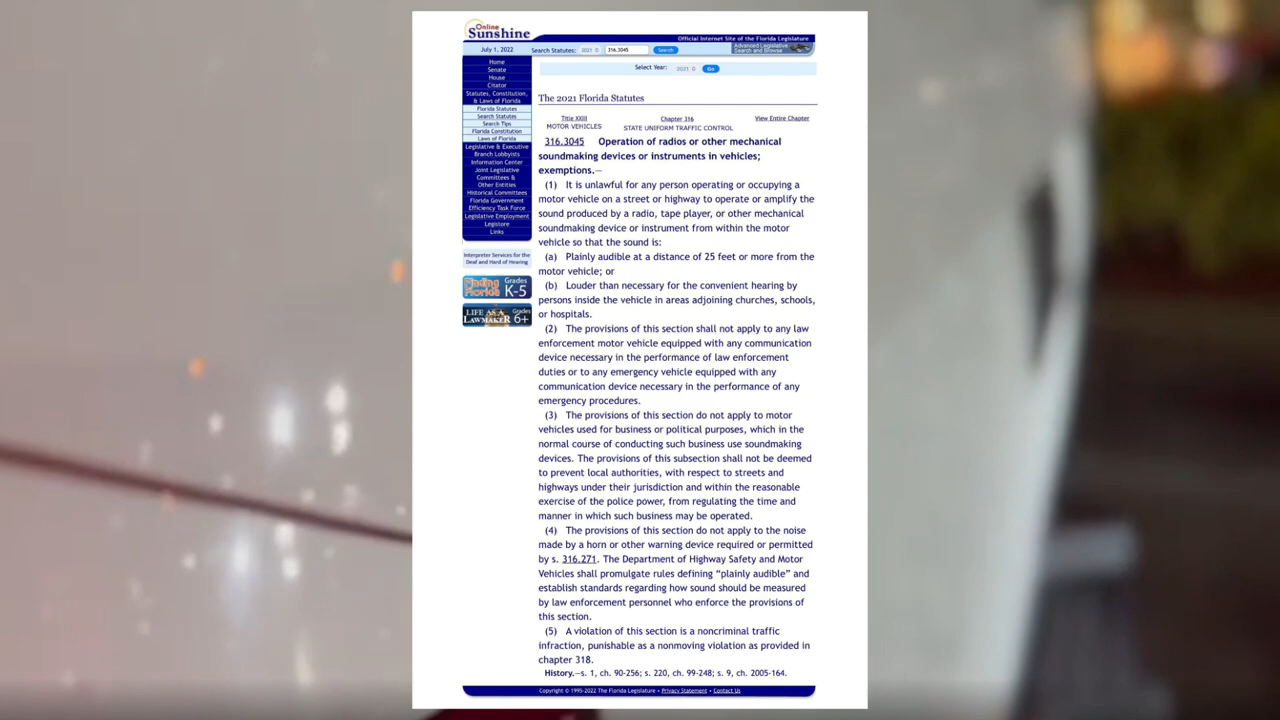 Online
Sunshine
Official Internet Site of the Florida Legislature
July 1, 2022
Search Statutes: 2021 316.3045 Search
Advanced Legislative
Search and Browse
Select Year: 2021 Go
Home
Senate
House
Citator
Statutes, Constitution,
& Laws of Florida
Florida Statutes
Search Statutes
Search Tips
Florida Constitution
Laws of Florida
Legislative & Executive
Branch Lobbyists
Information Center
Joint Legislative
Committees &
Other Entities
Historical Committees
Florida Government
Efficiency Task Force
Legislative Employment
Legistore
Links
Interpreter Services for the
Deaf and Hard of Hearing
Finding Florida Grades K-5
LIFE AS A LAWMAKER Grades 6+
The 2021 Florida Statutes
Title XXIII
MOTOR VEHICLES
Chapter 316
STATE UNIFORM TRAFFIC CONTROL
View Entire Chapter
316.3045 Operation of radios or other mechanical
soundmaking devices or instruments in vehicles;
exemptions.—
(1) It is unlawful for any person operating or occupying a
motor vehicle on a street or highway to operate or amplify the
sound produced by a radio, tape player, or other mechanical
soundmaking device or instrument from within the motor
vehicle so that the sound is:
(a) Plainly audible at a distance of 25 feet or more from the
motor vehicle; or
(b) Louder than necessary for the convenient hearing by
persons inside the vehicle in areas adjoining churches, schools,
or hospitals.
(2) The provisions of this section shall not apply to any law
enforcement motor vehicle equipped with any communication
device necessary in the performance of law enforcement
duties or to any emergency vehicle equipped with any
communication device necessary in the performance of any
emergency procedures.
(3) The provisions of this section do not apply to motor
vehicles used for business or political purposes, which in the
normal course of conducting such business use soundmaking
devices. The provisions of this subsection shall not be deemed
to prevent local authorities, with respect to streets and
highways under their jurisdiction and within the reasonable
exercise of the police power, from regulating the time and
manner in which such business may be operated.
(4) The provisions of this section do not apply to the noise
made by a horn or other warning device required or permitted
by s. 316.271. The Department of Highway Safety and Motor
Vehicles shall promulgate rules defining “plainly audible” and
establish standards regarding how sound should be measured
by law enforcement personnel who enforce the provisions of
this section.
(5) A violation of this section is a noncriminal traffic
infraction, punishable as a nonmoving violation as provided in
chapter 318.
History.—s. 1, ch. 90-256; s. 220, ch. 99-248; s. 9, ch. 2005-164.
Copyright © 1995-2022 The Florida Legislature • Privacy Statement • Contact Us